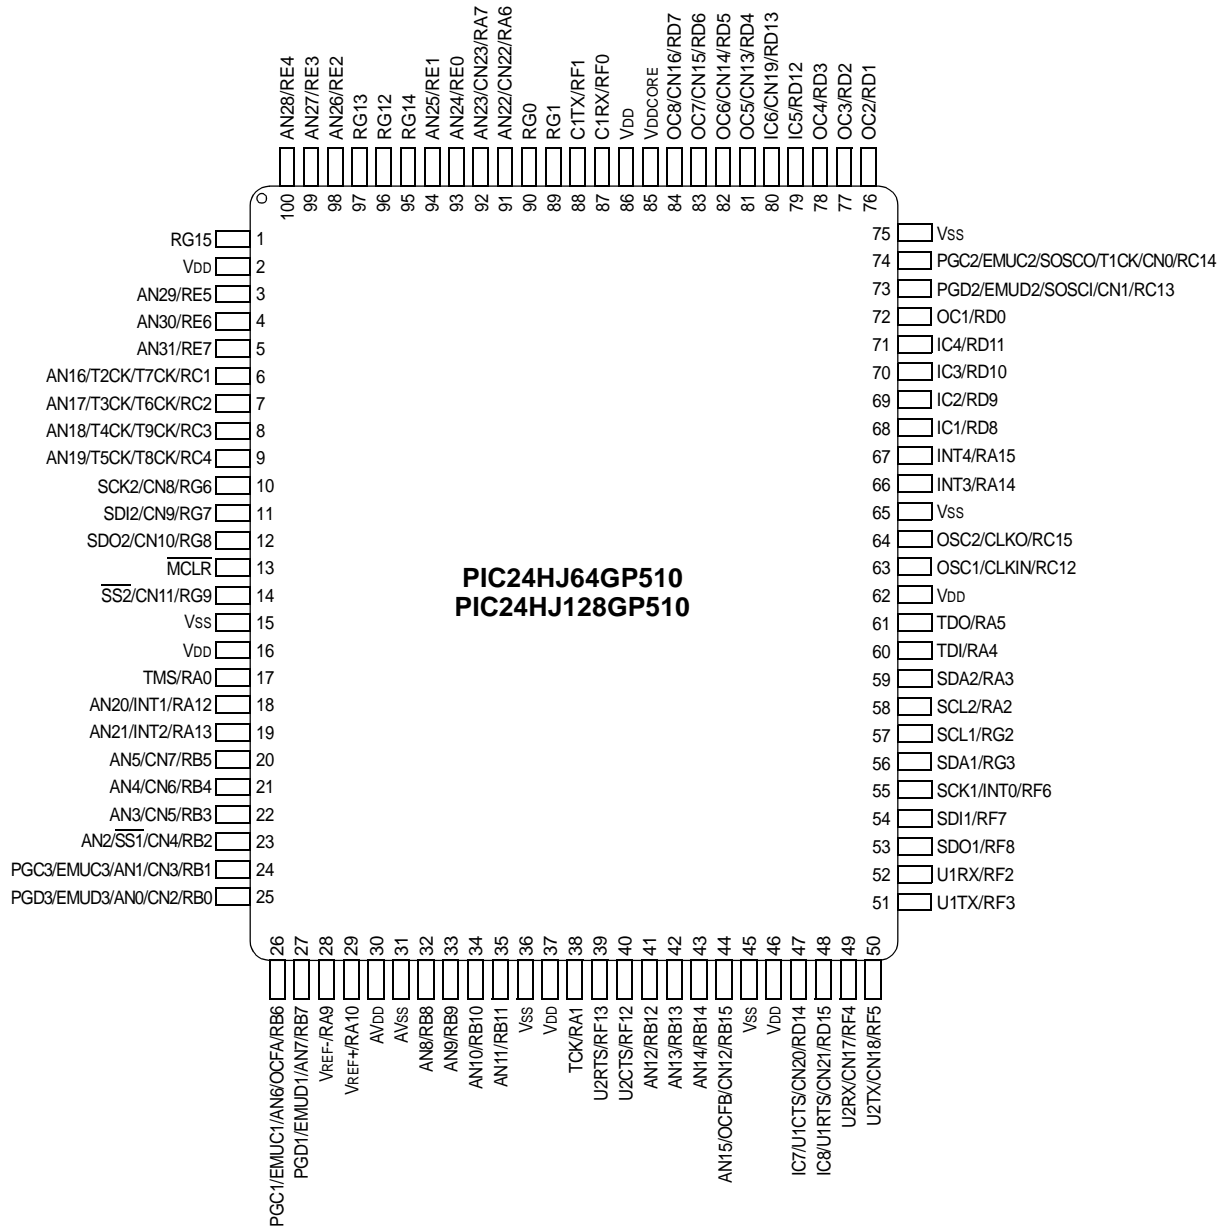 AN28/RE4
AN27/RE3
AN26/RE2
RG13
RG12
RG14
AN25/RE1
AN24/RE0
AN23/CN23/RA7
AN22/CN22/RA6
RG0
RG1
C1TX/RF1
C1RX/RF0
VDD
VDDCORE
OC8/CN16/RD7
OC7/CN15/RD6
OC6/CN14/RD5
OC5/CN13/RD4
IC6/CN19/RD13
IC5/RD12
OC4/RD3
OC3/RD2
OC2/RD1
100
99
98
97
96
95
94
93
92
91
90
89
88
87
86
85
84
83
82
81
80
79
78
77
76
RG15 1
VDD 2
AN29/RE5 3
AN30/RE6 4
AN31/RE7 5
AN16/T2CK/T7CK/RC1 6
AN17/T3CK/T6CK/RC2 7
AN18/T4CK/T9CK/RC3 8
AN19/T5CK/T8CK/RC4 9
SCK2/CN8/RG6 10
SDI2/CN9/RG7 11
SDO2/CN10/RG8 12
MCLR 13
SS2/CN11/RG9 14
VSS 15
VDD 16
TMS/RA0 17
AN20/INT1/RA12 18
AN21/INT2/RA13 19
AN5/CN7/RB5 20
AN4/CN6/RB4 21
AN3/CN5/RB3 22
AN2/SS1/CN4/RB2 23
PGC3/EMUC3/AN1/CN3/RB1 24
PGD3/EMUD3/AN0/CN2/RB0 25
PIC24HJ64GP510
PIC24HJ128GP510
75 VSS
74 PGC2/EMUC2/SOSCO/T1CK/CN0/RC14
73 PGD2/EMUD2/SOSCI/CN1/RC13
72 OC1/RD0
71 IC4/RD11
70 IC3/RD10
69 IC2/RD9
68 IC1/RD8
67 INT4/RA15
66 INT3/RA14
65 VSS
64 OSC2/CLKO/RC15
63 OSC1/CLKIN/RC12
62 VDD
61 TDO/RA5
60 TDI/RA4
59 SDA2/RA3
58 SCL2/RA2
57 SCL1/RG2
56 SDA1/RG3
55 SCK1/INT0/RF6
54 SDI1/RF7
53 SDO1/RF8
52 U1RX/RF2
51 U1TX/RF3
26
27
28
29
30
31
32
33
34
35
36
37
38
39
40
41
42
43
44
45
46
47
48
49
50
PGC1/EMUC1/AN6/OCFA/RB6
PGD1/EMUD1/AN7/RB7
VREF-/RA9
VREF+/RA10
AVDD
AVSS
AN8/RB8
AN9/RB9
AN10/RB10
AN11/RB11
VSS
VDD
TCK/RA1
U2RTS/RF13
U2CTS/RF12
AN12/RB12
AN13/RB13
AN14/RB14
AN15/OCFB/CN12/RB15
VSS
VDD
IC7/U1CTS/CN20/RD14
IC8/U1RTS/CN21/RD15
U2RX/CN17/RF4
U2TX/CN18/RF5